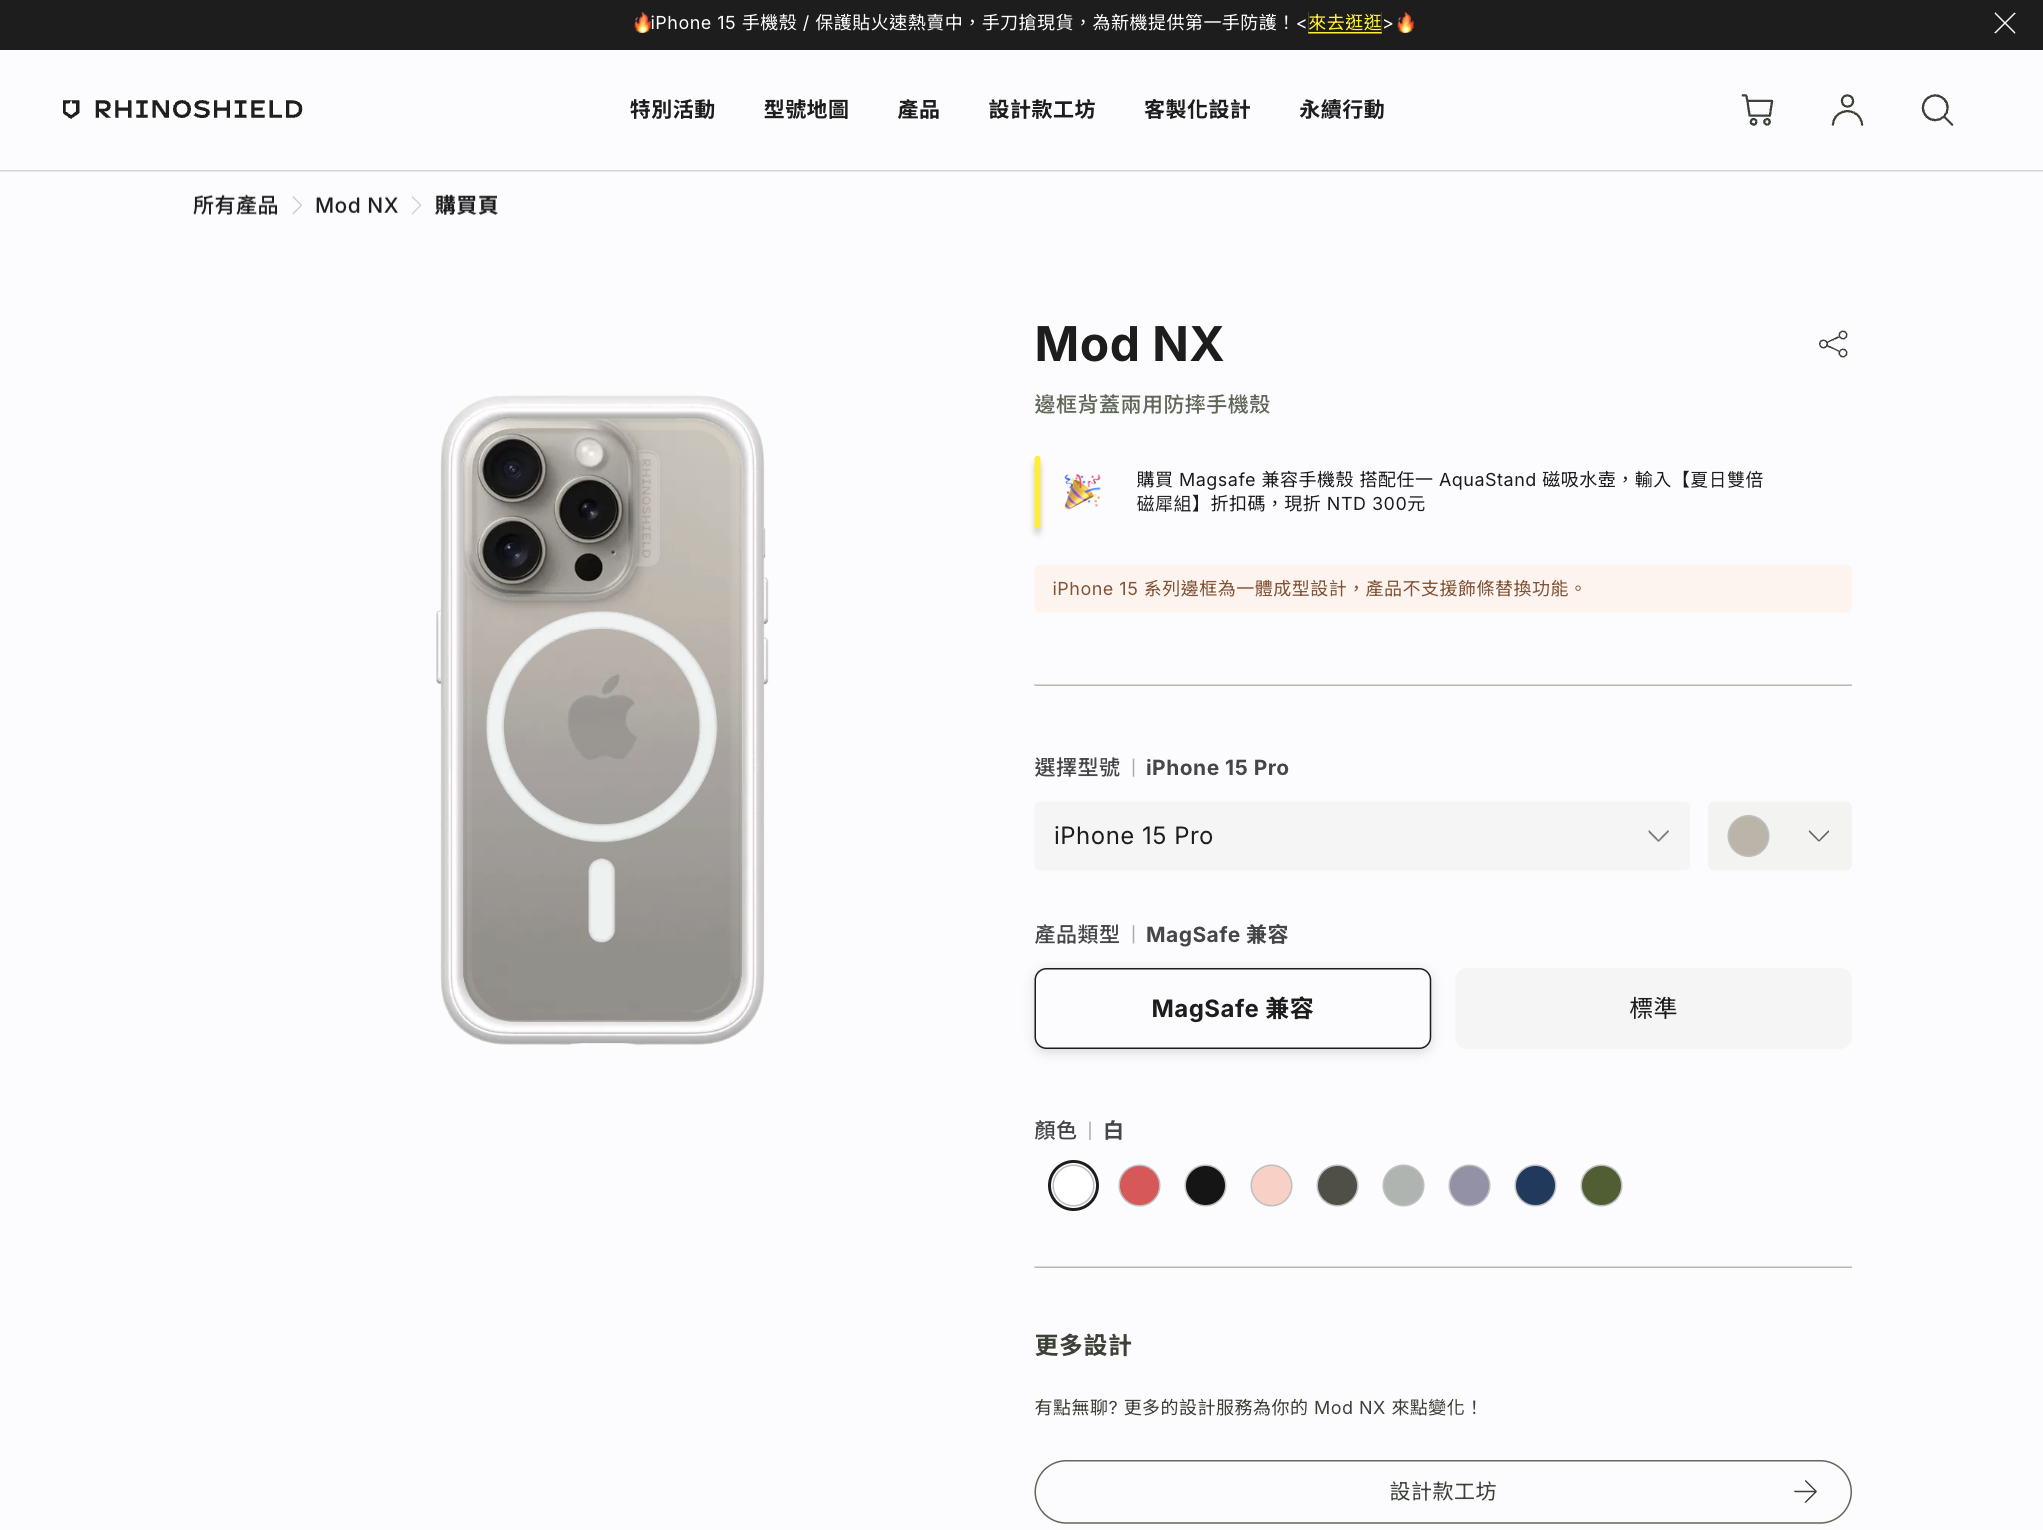 🔥iPhone 15 手機殼 / 保護貼火速熱賣中，手刀搶現貨，為新機提供第一手防護！<來去逛逛>🔥
RHINOSHIELD
特別活動
型號地圖
產品
設計款工坊
客製化設計
永續行動
所有產品
Mod NX
購買頁
RHINOSHIELD
Mod NX
邊框背蓋兩用防摔手機殼
購買 Magsafe 兼容手機殼 搭配任一 AquaStand 磁吸水壺，輸入【夏日雙倍
磁犀組】折扣碼，現折 NTD 300元
iPhone 15 系列邊框為一體成型設計，產品不支援飾條替換功能。
選擇型號 | iPhone 15 Pro
iPhone 15 Pro
產品類型 | MagSafe 兼容
MagSafe 兼容
標準
顏色 | 白
更多設計
有點無聊? 更多的設計服務為你的 Mod NX 來點變化！
設計款工坊